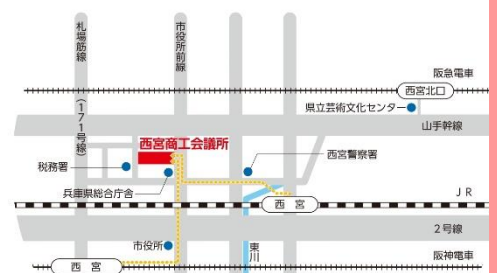 札場筋線
(171号線)
市役所前線
阪急電車
西宮北口
県立芸術文化センター
山手幹線
西宮商工会議所
税務署
西宮警察署
兵庫県総合庁舎
JR
西宮
2号線
市役所
東川
阪神電車
西宮